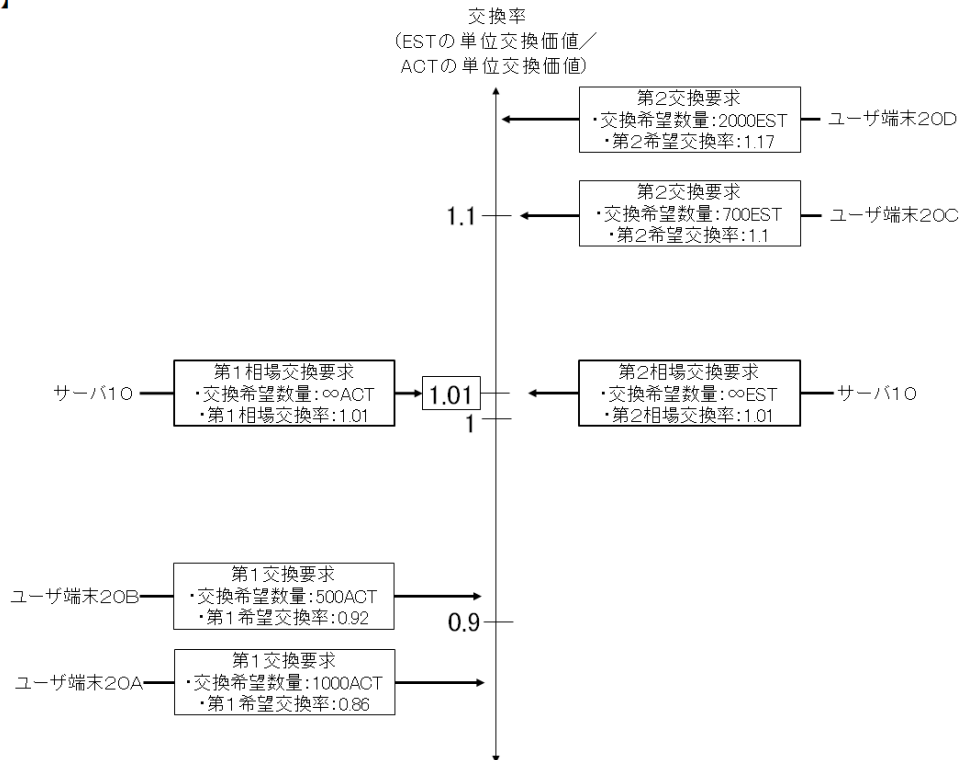 】
交換率
(ESTの単位交換価値／
ACTの単位交換価値)
第2交換要求
・交換希望数量:2000EST
・第2希望交換率:1.17
ユーザ端末20D
第2交換要求
・交換希望数量:700EST
・第2希望交換率:1.1
ユーザ端末20C
1.1
サーバ10
第1相場交換要求
・交換希望数量:∞ACT
・第1相場交換率:1.01
1.01
第2相場交換要求
・交換希望数量:∞EST
・第2相場交換率:1.01
サーバ10
1
ユーザ端末20B
第1交換要求
・交換希望数量:500ACT
・第1希望交換率:0.92
0.9
ユーザ端末20A
第1交換要求
・交換希望数量:1000ACT
・第1希望交換率:0.86